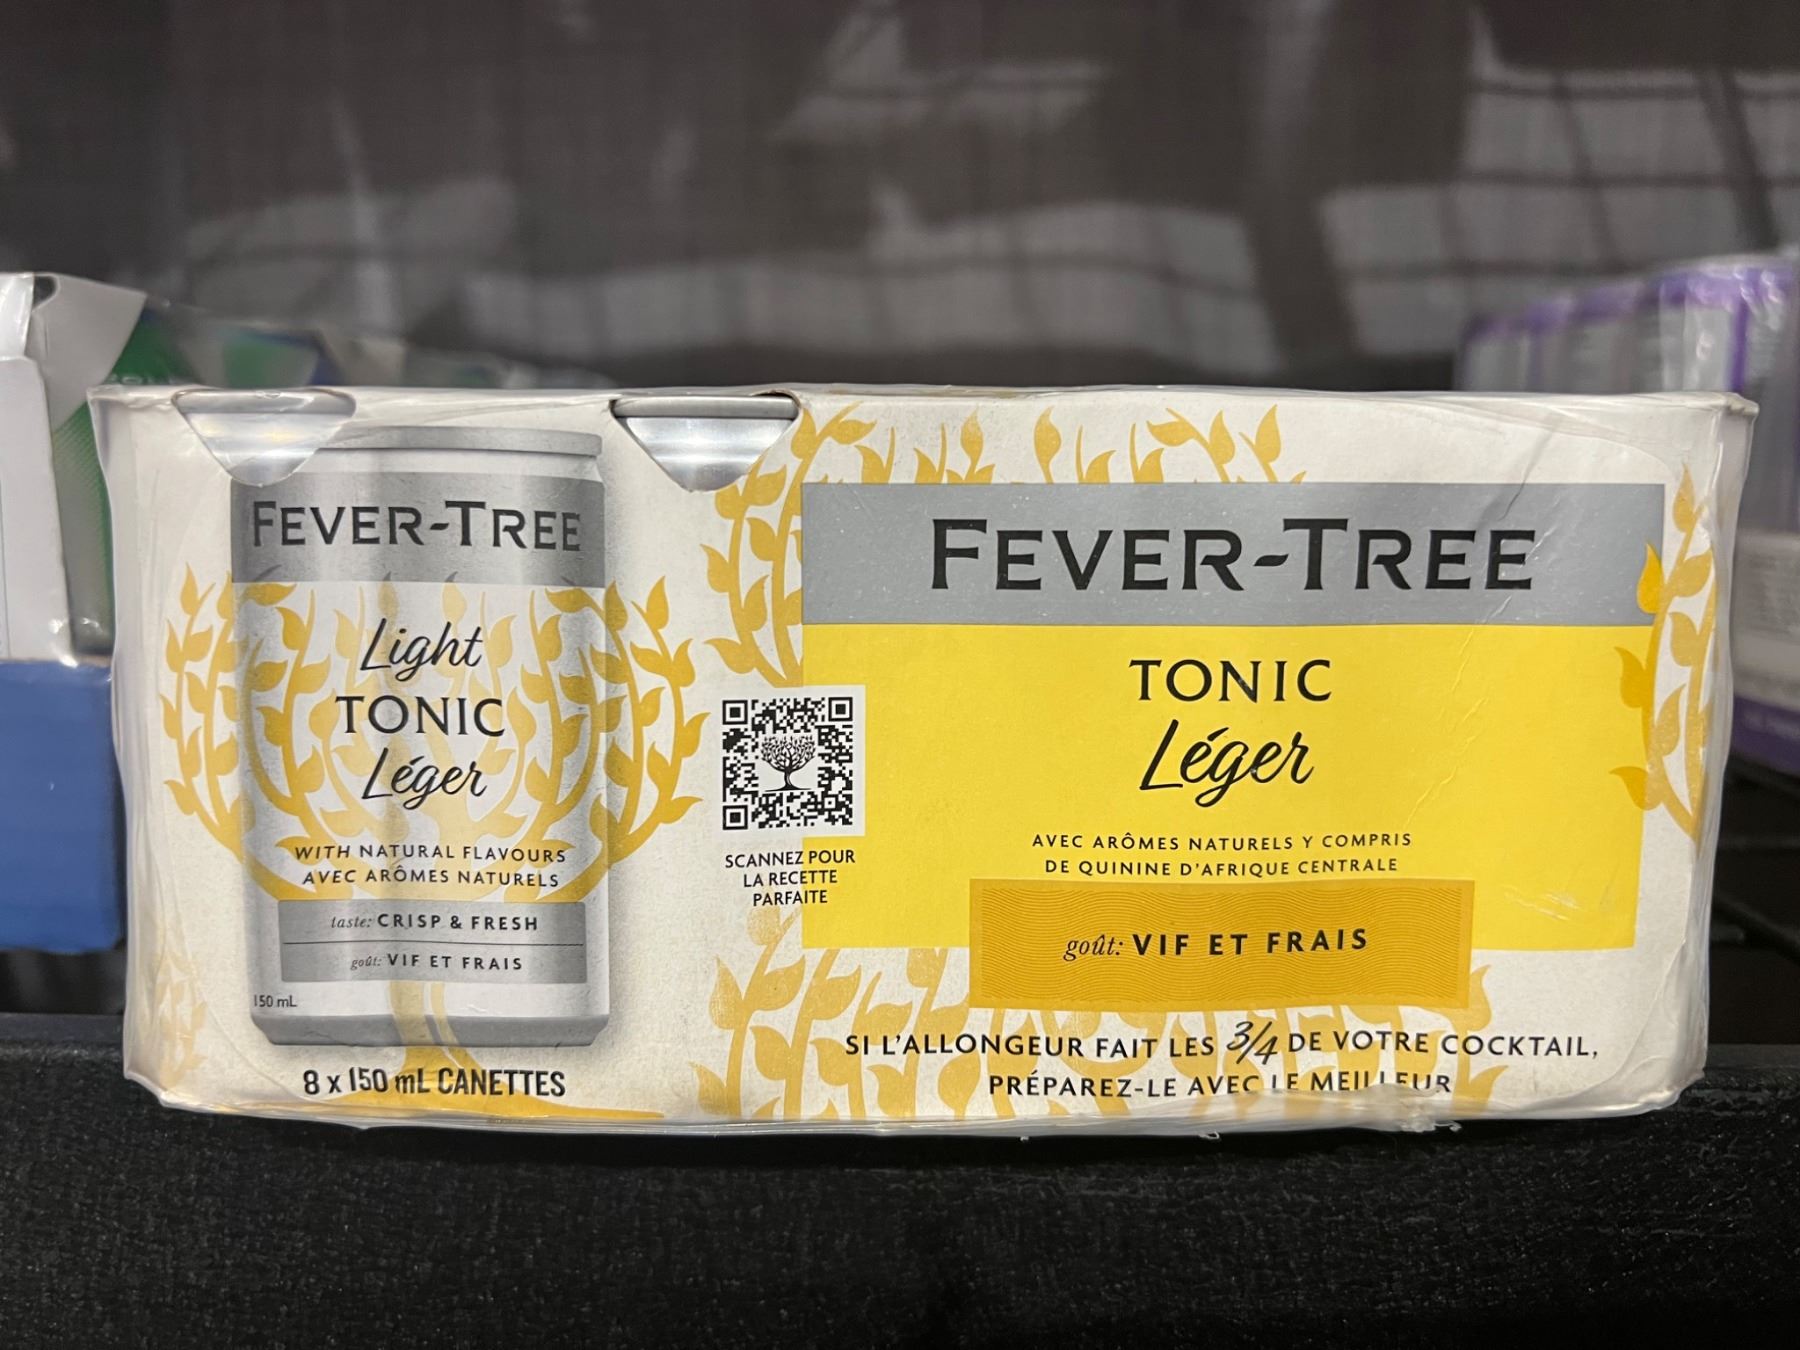 FEVER-TREE
Light
TONIC
Léger
WITH NATURAL FLAVOURS
AVEC ARÔMES NATURELS
taste: CRISP & FRESH
goût: VIF ET FRAIS
150 mL
8 x 150 mL CANETTES
SCANNEZ POUR
LA RECETTE
PARFAITE
FEVER-TREE
TONIC
Léger
AVEC ARÔMES NATURELS Y COMPRIS
DE QUININE D'AFRIQUE CENTRALE
goût: VIF ET FRAIS
SI L'ALLONGEUR FAIT LES 3/4 DE VOTRE COCKTAIL,
PRÉPAREZ-LE AVEC LE MEILLEUR